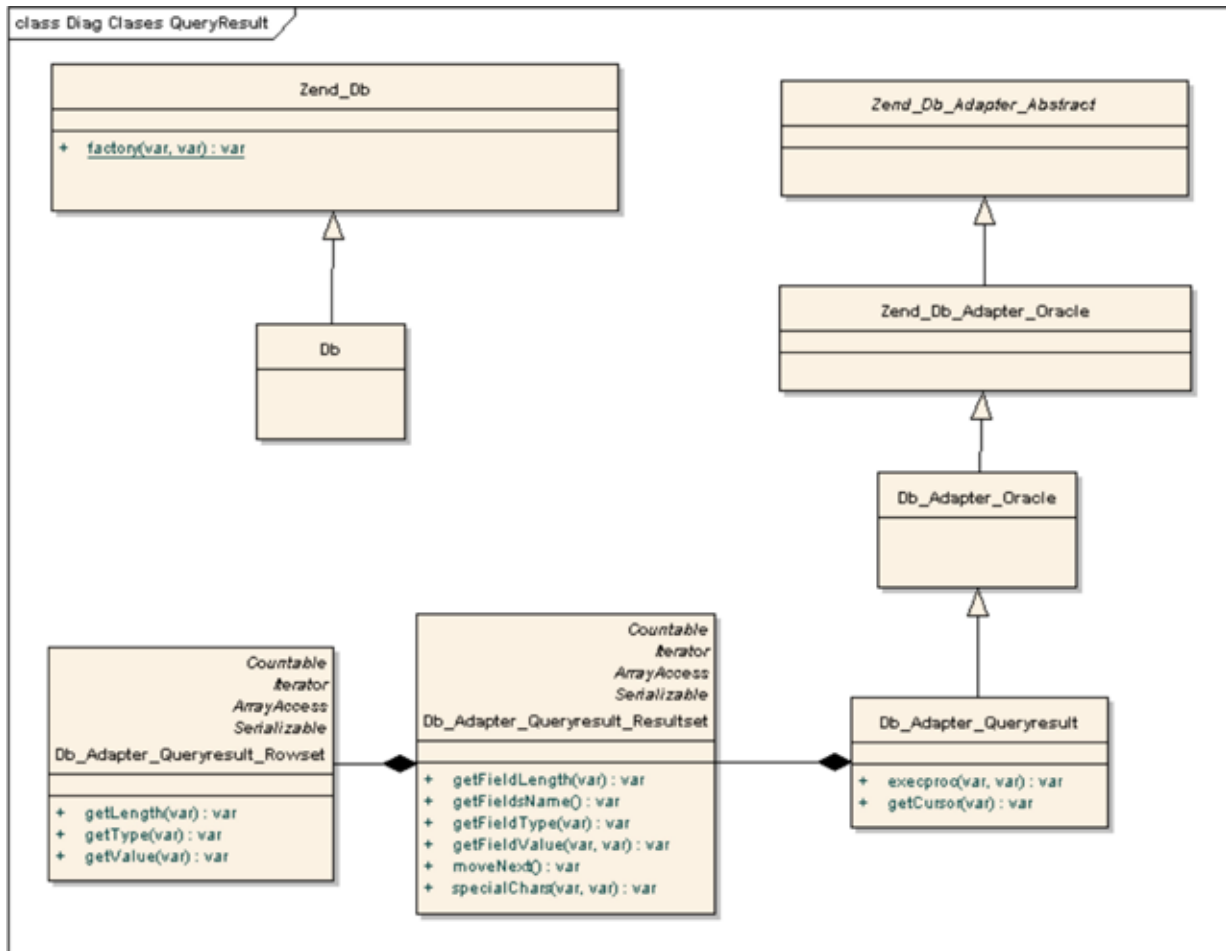 class Diag Clases QueryResult
Zend_Db
+ factory(var, var) : var
Db
Zend_Db_Adapter_Abstract
Zend_Db_Adapter_Oracle
Db_Adapter_Oracle
Countable
Iterator
ArrayAccess
Serializable
Db_Adapter_Queryresult_Rowset
+ getLength(var) : var
+ getType(var) : var
+ getValue(var) : var
Countable
Iterator
ArrayAccess
Serializable
Db_Adapter_Queryresult_Resultset
+ getFieldLength(var) : var
+ getFieldsName() : var
+ getFieldType(var) : var
+ getFieldValue(var, var) : var
+ moveNext() : var
+ specialChars(var, var) : var
Db_Adapter_Queryresult
+ execproc(var, var) : var
+ getCursor(var) : var